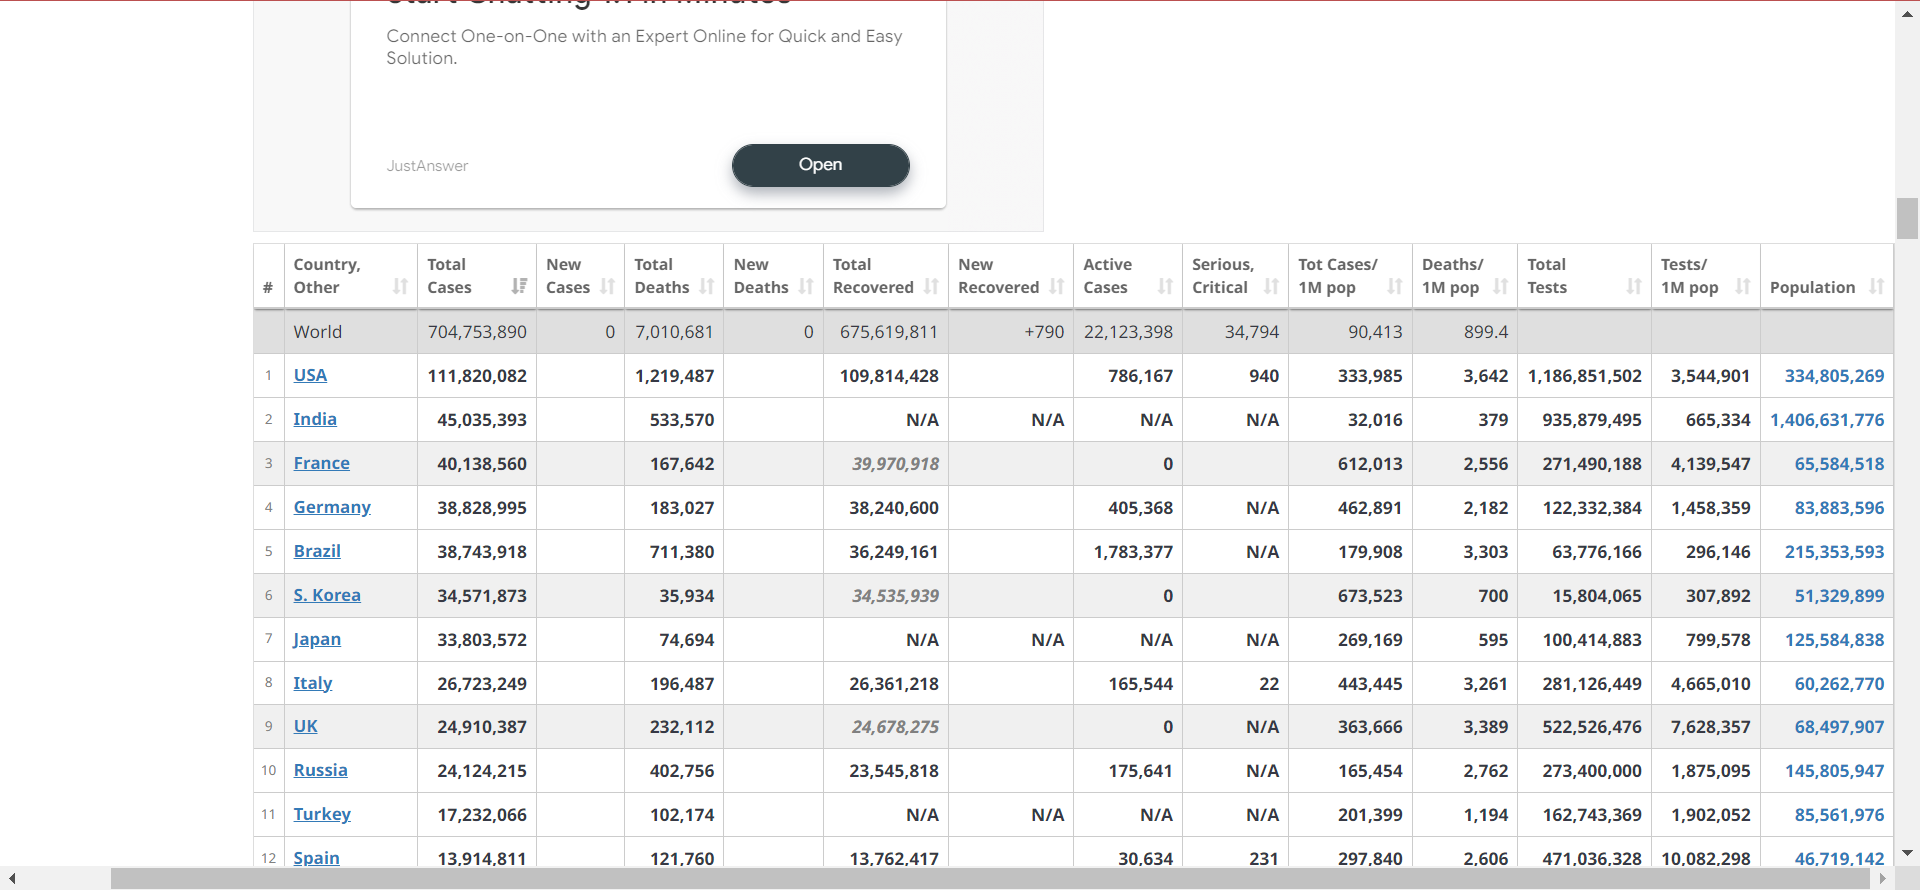 Start Chatting 1:1 in Minutes
Connect One-on-One with an Expert Online for Quick and Easy
Solution.
JustAnswer
Open
# Country, Other Total Cases New Cases Total Deaths New Deaths Total Recovered New Recovered Active Cases Serious, Critical Tot Cases/ 1M pop Deaths/ 1M pop Total Tests Tests/ 1M pop Population
World 704,753,890 0 7,010,681 0 675,619,811 +790 22,123,398 34,794 90,413 899.4
1 USA 111,820,082 1,219,487 109,814,428 786,167 940 333,985 3,642 1,186,851,502 3,544,901 334,805,269
2 India 45,035,393 533,570 N/A N/A N/A N/A 32,016 379 935,879,495 665,334 1,406,631,776
3 France 40,138,560 167,642 39,970,918 0 612,013 2,556 271,490,188 4,139,547 65,584,518
4 Germany 38,828,995 183,027 38,240,600 405,368 N/A 462,891 2,182 122,332,384 1,458,359 83,883,596
5 Brazil 38,743,918 711,380 36,249,161 1,783,377 N/A 179,908 3,303 63,776,166 296,146 215,353,593
6 S. Korea 34,571,873 35,934 34,535,939 0 673,523 700 15,804,065 307,892 51,329,899
7 Japan 33,803,572 74,694 N/A N/A N/A N/A 269,169 595 100,414,883 799,578 125,584,838
8 Italy 26,723,249 196,487 26,361,218 165,544 22 443,445 3,261 281,126,449 4,665,010 60,262,770
9 UK 24,910,387 232,112 24,678,275 0 N/A 363,666 3,389 522,526,476 7,628,357 68,497,907
10 Russia 24,124,215 402,756 23,545,818 175,641 N/A 165,454 2,762 273,400,000 1,875,095 145,805,947
11 Turkey 17,232,066 102,174 N/A N/A N/A N/A 201,399 1,194 162,743,369 1,902,052 85,561,976
12 Spain 13,914,811 121,760 13,762,417 30,634 231 297,840 2,606 471,036,328 10,082,298 46,719,142